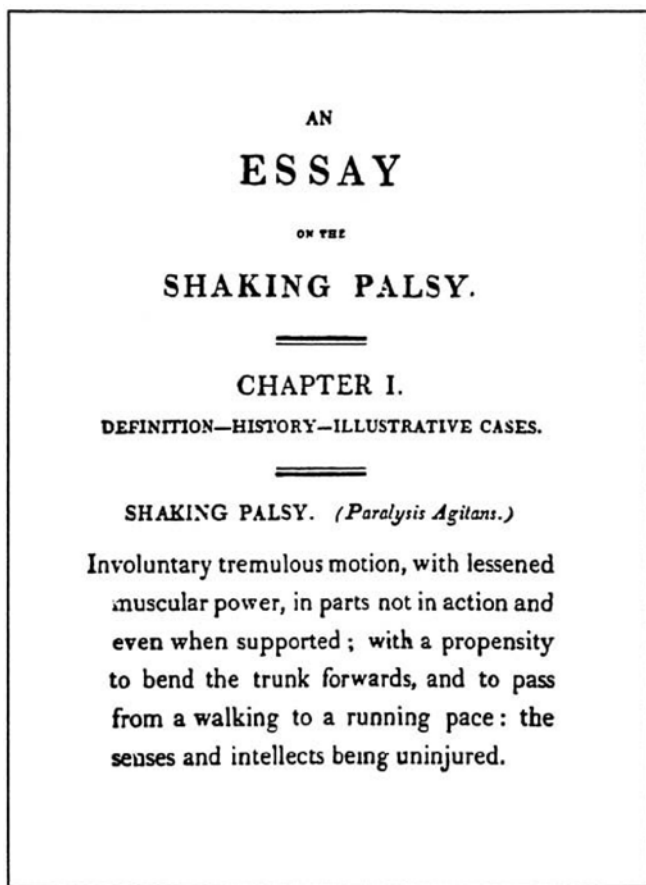 AN
ESSAY
ON THE
SHAKING PALSY.
CHAPTER I.
DEFINITION—HISTORY—ILLUSTRATIVE CASES.
SHAKING PALSY. (Paralysis Agitans.)
Involuntary tremulous motion, with lessened
muscular power, in parts not in action and
even when supported ; with a propensity
to bend the trunk forwards, and to pass
from a walking to a running pace : the
senses and intellects being uninjured.